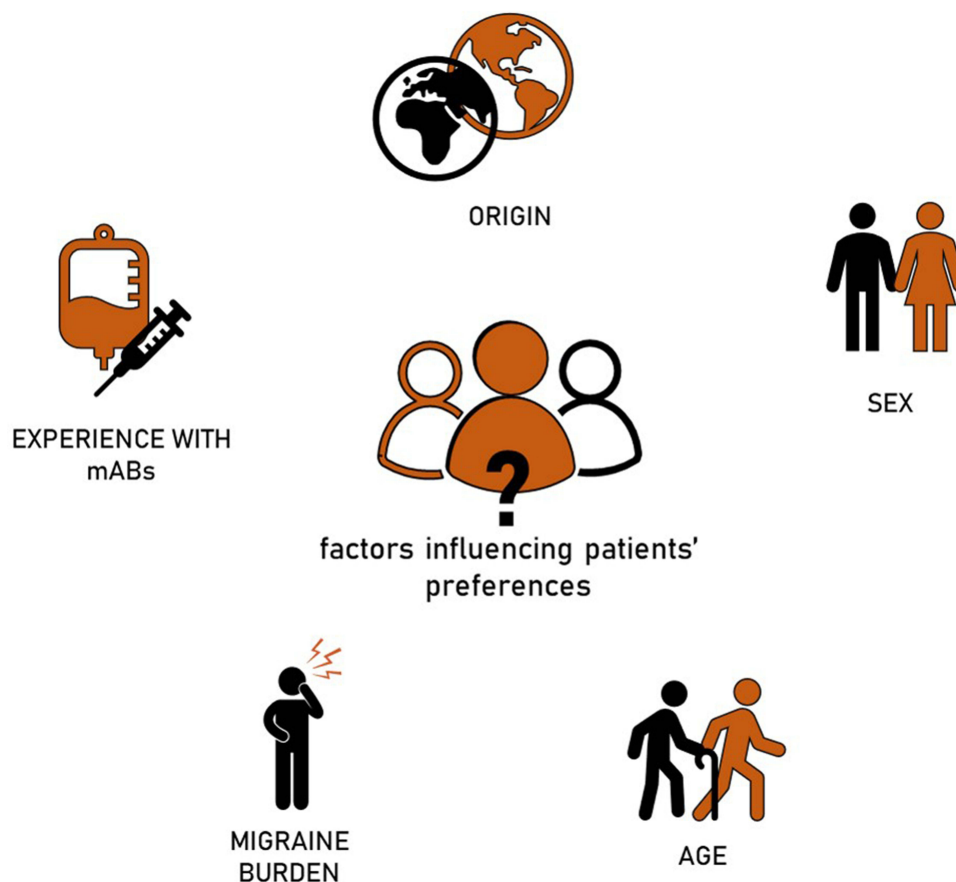 ORIGIN
SEX
EXPERIENCE WITH
mABs
?
factors influencing patients’
preferences
MIGRAINE
BURDEN
AGE